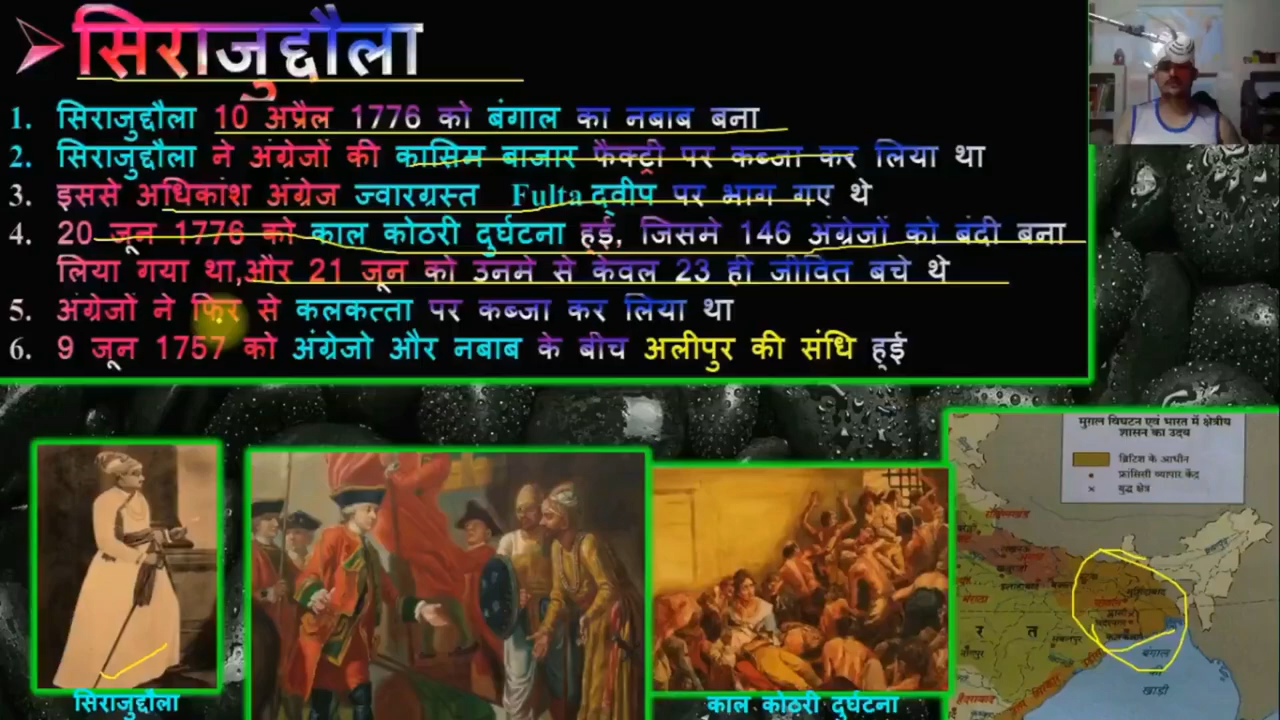 सिराजुद्दौला
1. सिराजुद्दौला 10 अप्रैल 1776 को बंगाल का नबाब बना
2. सिराजुद्दौला ने अंग्रेजों की कासिम बाजार फैक्ट्री पर कब्जा कर लिया था
3. इससे अधिकांश अंग्रेज ज्वारग्रस्त Fulta द्वीप पर भाग गए थे
4. 20 जून 1776 को काल कोठरी दुर्घटना हुई, जिसमे 146 अंग्रेजों को बंदी बना
लिया गया था,और 21 जून को उनमे से केवल 23 ही जीवित बचे थे
5. अंग्रेजों ने फिर से कलकत्ता पर कब्जा कर लिया था
6. 9 जून 1757 को अंग्रेजो और नबाब के बीच अलीपुर की संधि हुई
मुग़ल विघटन एवं भारत में क्षेत्रीय
शासन का उदय
ब्रिटिश के आधीन
फ्रांसिसी व्यापार केंद्र
× युद्ध क्षेत्र
मराठा
र त
बंगाल
की
खाड़ी
सिराजुद्दौला
काल कोठरी दुर्घटना